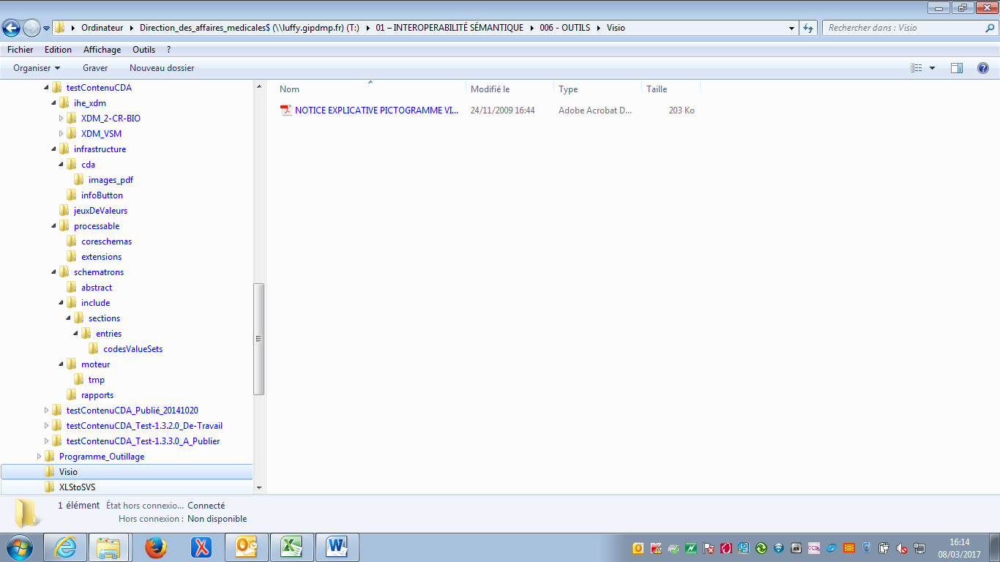 Ordinateur Direction_des_affaires_medicales$ (\\luffy.gipdmp.fr) (T:) 01 – INTEROPERABILITÉ SÉMANTIQUE 006 - OUTILS Visio Rechercher dans : Visio
Fichier Edition Affichage Outils ?
Organiser Graver Nouveau dossier
testContenuCDA
ihe_xdm
XDM_2-CR-BIO
XDM_VSM
infrastructure
cda
images_pdf
infoButton
jeuxDeValeurs
processable
coreschemas
extensions
schematrons
abstract
include
sections
entries
codesValueSets
moteur
tmp
rapports
testContenuCDA_Publié_20141020
testContenuCDA_Test-1.3.2.0_De-Travail
testContenuCDA_Test-1.3.3.0_A_Publier
Programme_Outillage
Visio
XLStoSVS
Nom Modifié le Type Taille
NOTICE EXPLICATIVE PICTOGRAMME VI... 24/11/2009 16:44 Adobe Acrobat D... 203 Ko
1 élément État hors connexio... Connecté
Hors connexion : Non disponible
16:14
08/03/2017